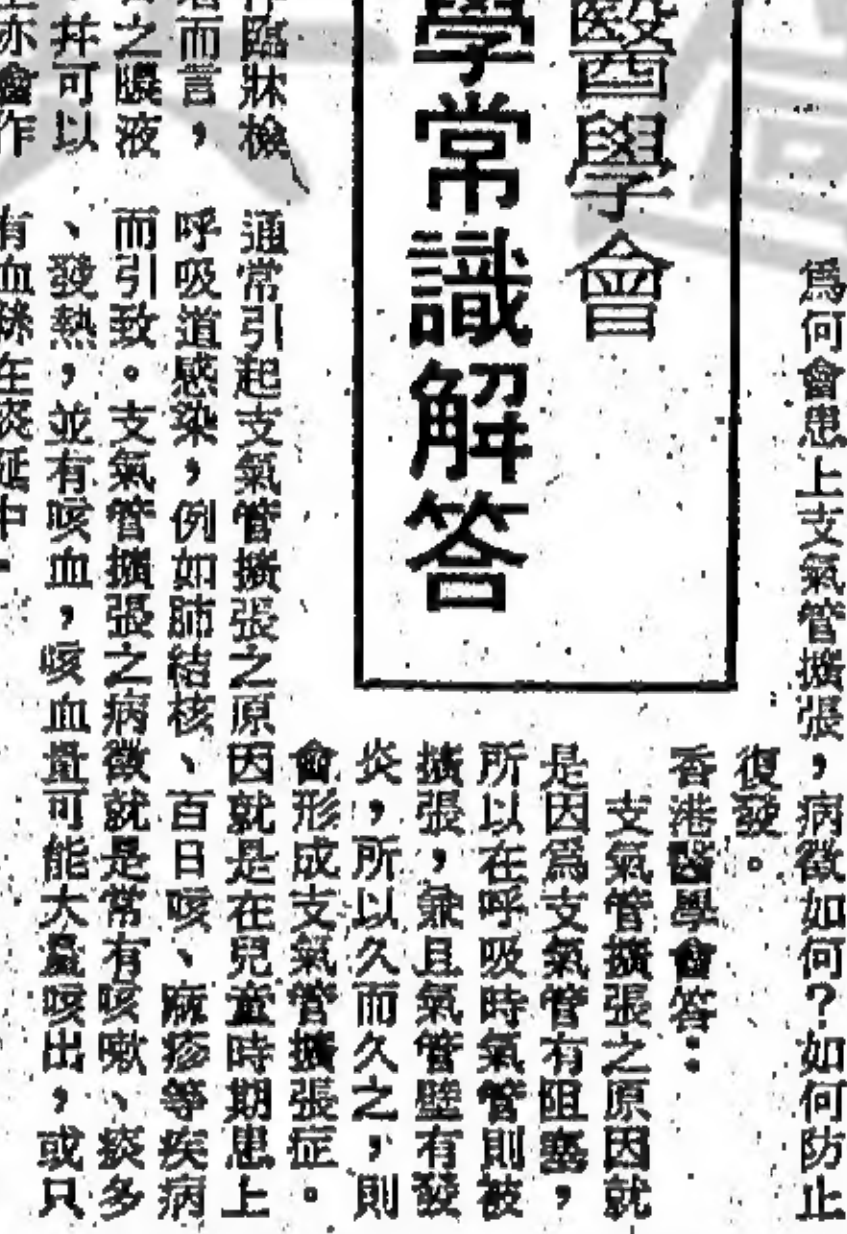 爲何會患上支氣管擴張，病徵如何？如何防止
復發。
香港醫學會答：
支氣管擴張之原因就
是因爲支氣管有阻塞，
所以在呼吸時氣管則被
擴張，兼且氣管壁有發
炎，所以久而久之，則
會形成支氣管擴張症。
通常引起支氣管擴張之原因就是在兒童時期患上
呼吸道感染，例如肺結核、百日咳、麻疹等疾病
而引致。支氣管擴張之病徵就是常有咳嗽、痰多
、發熱，並有咳血，咳血量可能大量咳出，或只
有血絲在痰涎中。
醫學會
學常識解答
作臨牀檢
而言，
之膿液
并可以
亦會作